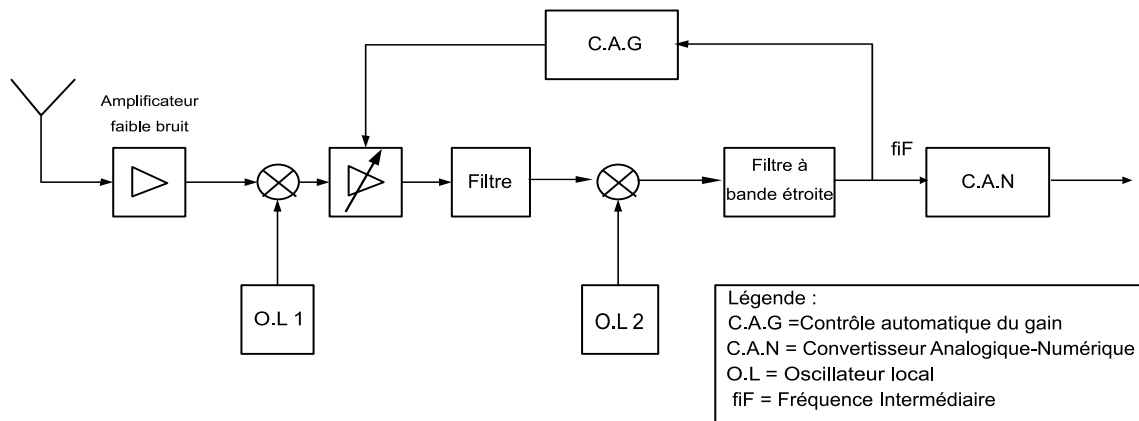 C.A.G
Amplificateur
faible bruit
fiF
Filtre
Filtre à
bande étroite
C.A.N
O.L 1
O.L 2
Légende :
C.A.G =Contrôle automatique du gain
C.A.N = Convertisseur Analogique-Numérique
O.L = Oscillateur local
fiF = Fréquence Intermédiaire